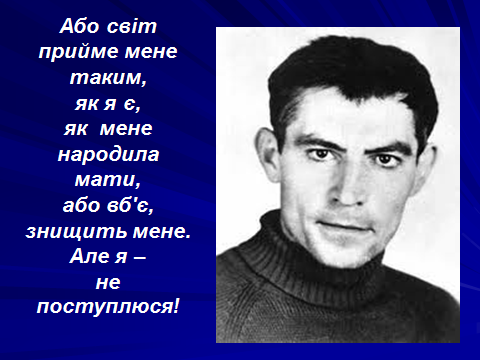 Або світ
прийме мене
таким,
як я є,
як мене
народила
мати,
або вб'є,
знищить мене.
Але я –
не
поступлюся!